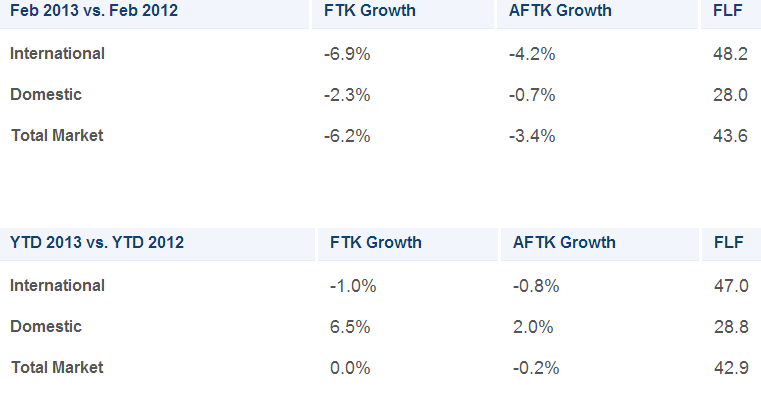 Feb 2013 vs. Feb 2012 FTK Growth AFTK Growth FLF
International -6.9% -4.2% 48.2
Domestic -2.3% -0.7% 28.0
Total Market -6.2% -3.4% 43.6
YTD 2013 vs. YTD 2012 FTK Growth AFTK Growth FLF
International -1.0% -0.8% 47.0
Domestic 6.5% 2.0% 28.8
Total Market 0.0% -0.2% 42.9